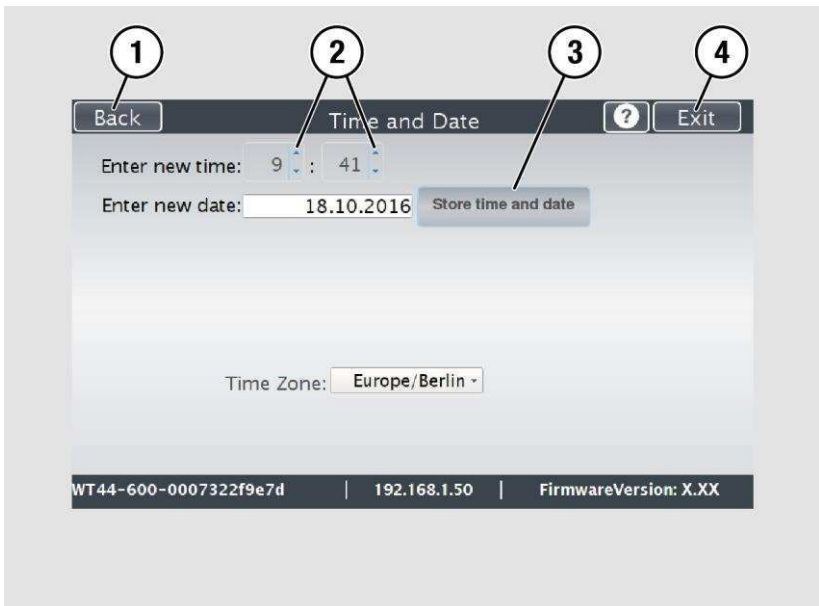 1 2 3 4
Back Time and Date ? Exit
Enter new time: 9 : 41
Enter new date: 18.10.2016 Store time and date
Time Zone: Europe/Berlin
WT44-600-0007322f9e7d | 192.168.1.50 | FirmwareVersion: X.XX